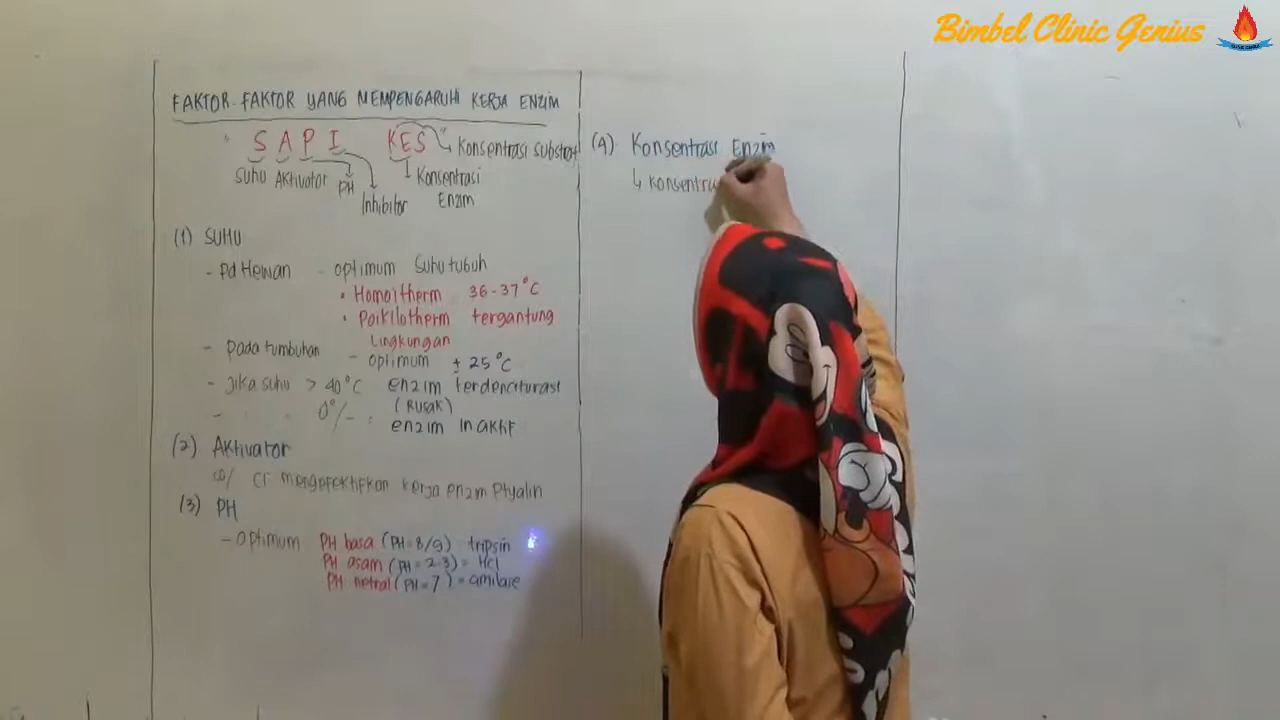 Bimbel Clinic Genius
FAKTOR-FAKTOR YANG MEMPENGARUHI KERJA ENZIM
S A P I KES
Konsentrasi substrat
Suhu Aktivator PH
Inhibitor
Konsentrasi
Enzim
(1) SUHU
- Pd Hewan - optimum Suhu tubuh
• Homoitherm 36-37°C
• Poikilotherm tergantung
Lingkungan
- Pada tumbuhan - optimum ± 25°C
- Jika suhu > 40°C enzim terdenaturasi
(Rusak)
- " " 0°/- : enzim Inaktif
(2) Aktivator
Cl mengefektifkan kerja enzim Ptyalin
(3) PH
- Optimum PH basa (PH = 8/9) tripsin
PH asam (PH = 2-3) = HCl
PH netral (PH = 7) = amilase
(4) Konsentrasi Enzim
↳ Konsentra